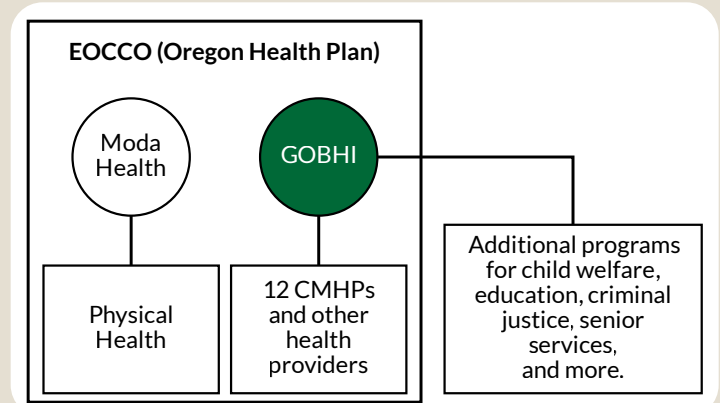 EOCCO (Oregon Health Plan)
Moda
Health
GOBHI
Physical
Health
12 CMHPs
and other
health
providers
Additional programs
for child welfare,
education, criminal
justice, senior
services,
and more.